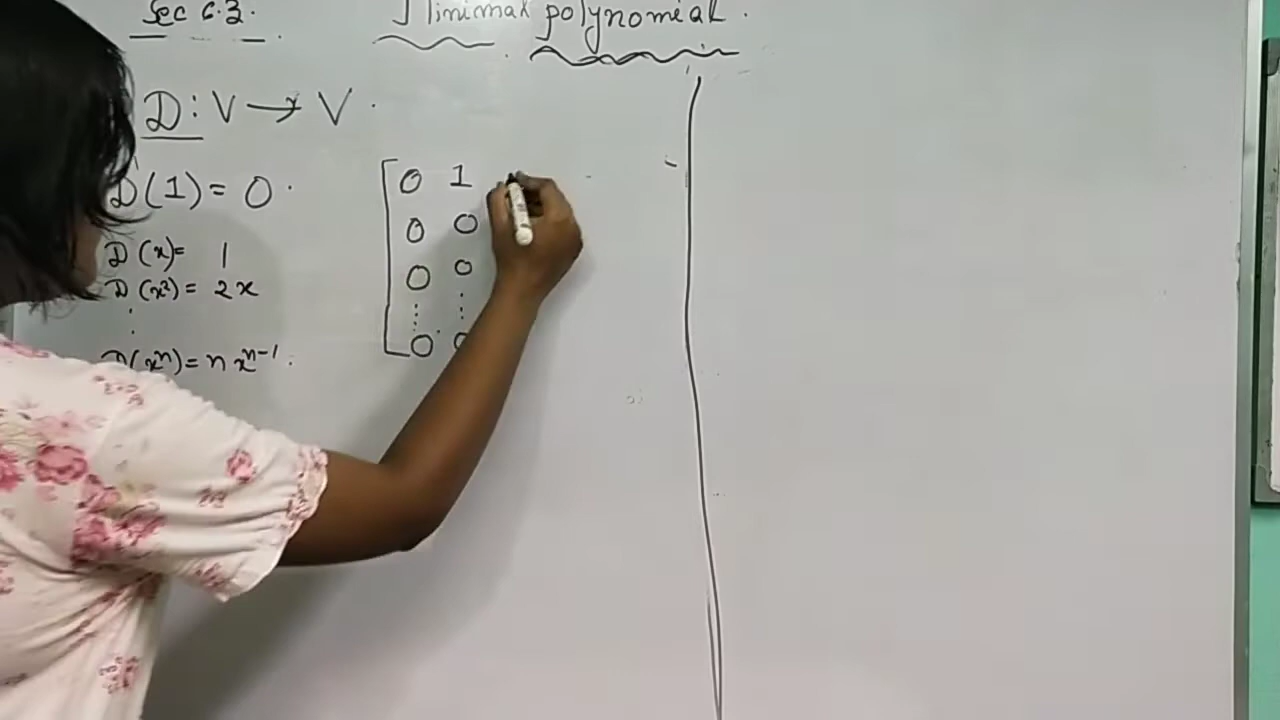 Sec 6.3.
Minimal polynomial.
D: V → V.
D(1) = 0.
D(x) = 1
D(x²) = 2x
⋮
D(xⁿ) = n xⁿ⁻¹.
[ 0 1
0 0
0 0
⋮ ⋮
0 0